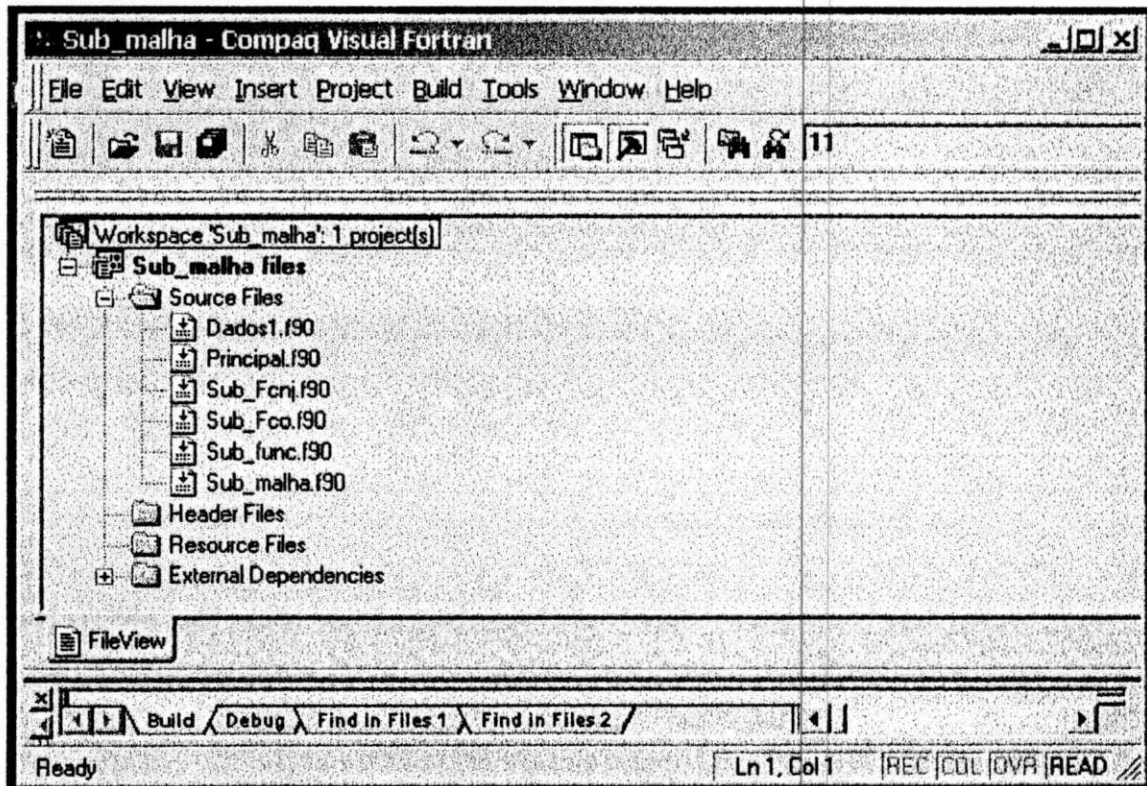 Sub_malha - Compaq Visual Fortran
File Edit View Insert Project Build Tools Window Help
11
Workspace 'Sub_malha': 1 project(s)
Sub_malha files
Source Files
Dados1.f90
Principal.f90
Sub_Fcnj.f90
Sub_Fco.f90
Sub_func.f90
Sub_malha.f90
Header Files
Resource Files
External Dependencies
FileView
Build Debug Find in Files 1 Find in Files 2
Ready Ln 1, Col 1 REC COL OVR READ